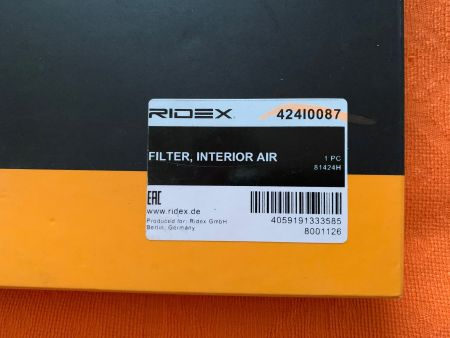 RIDEX 424I0087
FILTER, INTERIOR AIR
1 PC
81424H
EAC
www.ridex.de
Produced for: Ridex GmbH
Berlin, Germany
4059191333585
8001126